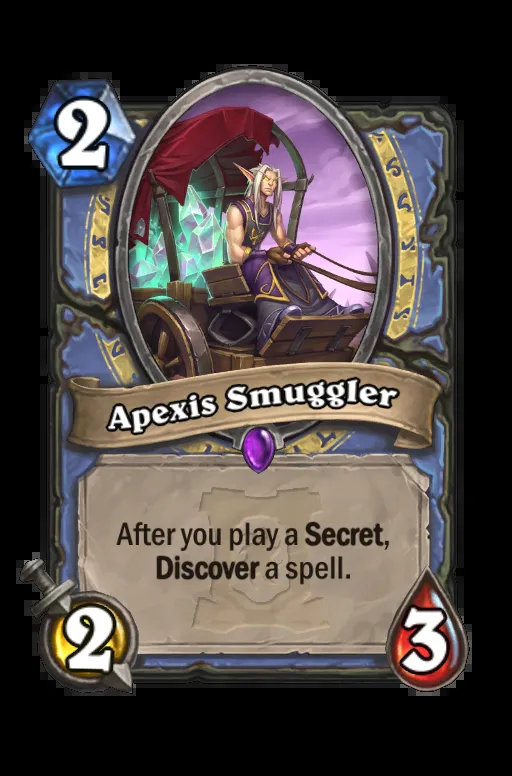 2
Apexis Smuggler
After you play a Secret,
Discover a spell.
2
3